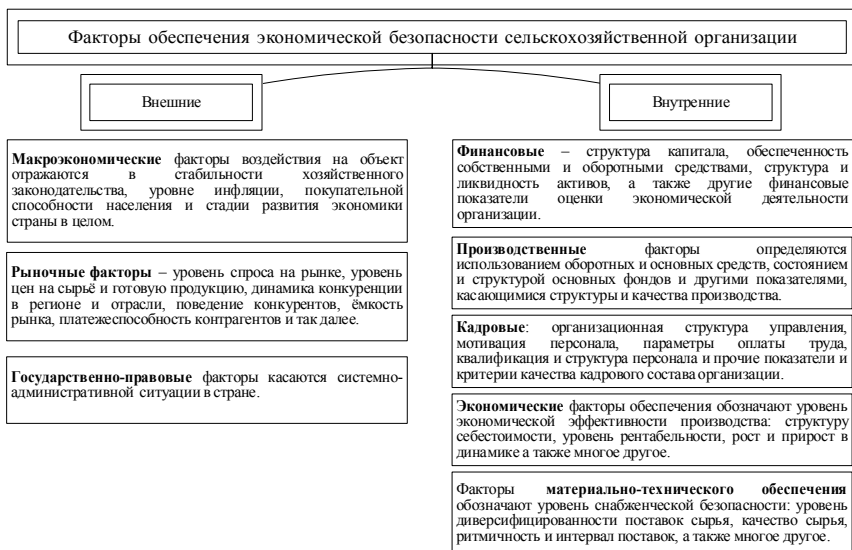 Факторы обеспечения экономической безопасности сельскохозяйственной организации
Внешние
Макроэкономические факторы воздействия на объект
отражаются в стабильности хозяйственного
законодательства, уровне инфляции, покупательной
способности населения и стадии развития экономики
страны в целом.
Рыночные факторы – уровень спроса на рынке, уровень
цен на сырьё и готовую продукцию, динамика конкуренции
в регионе и отрасли, поведение конкурентов, ёмкость
рынка, платежеспособность контрагентов и так далее.
Государственно-правовые факторы касаются системно-
административной ситуации в стране.
Внутренние
Финансовые – структура капитала, обеспеченность
собственными и оборотными средствами, структура и
ликвидность активов, а также другие финансовые
показатели оценки экономической деятельности
организации.
Производственные факторы определяются
использованием оборотных и основных средств, состоянием
и структурой основных фондов и другими показателями,
касающимися структуры и качества производства.
Кадровые: организационная структура управления,
мотивация персонала, параметры оплаты труда,
квалификация и структура персонала и прочие показатели и
критерии качества кадрового состава организации.
Экономические факторы обеспечения обозначают уровень
экономической эффективности производства: структуру
себестоимости, уровень рентабельности, рост и прирост в
динамике а также многое другое.
Факторы материально-технического обеспечения
обозначают уровень снабженческой безопасности: уровень
диверсифицированности поставок сырья, качество сырья,
ритмичность и интервал поставок, а также многое другое.